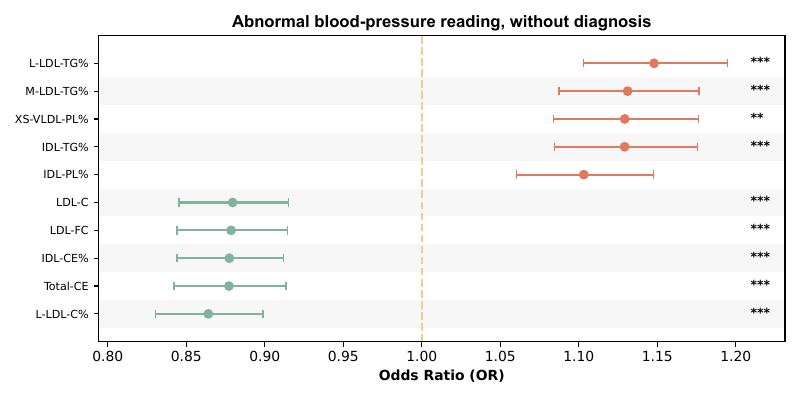 Abnormal blood-pressure reading, without diagnosis
L-LDL-TG% ***
M-LDL-TG% ***
XS-VLDL-PL% **
IDL-TG% ***
IDL-PL%
LDL-C ***
LDL-FC ***
IDL-CE% ***
Total-CE ***
L-LDL-C% ***
0.80 0.85 0.90 0.95 1.00 1.05 1.10 1.15 1.20
Odds Ratio (OR)